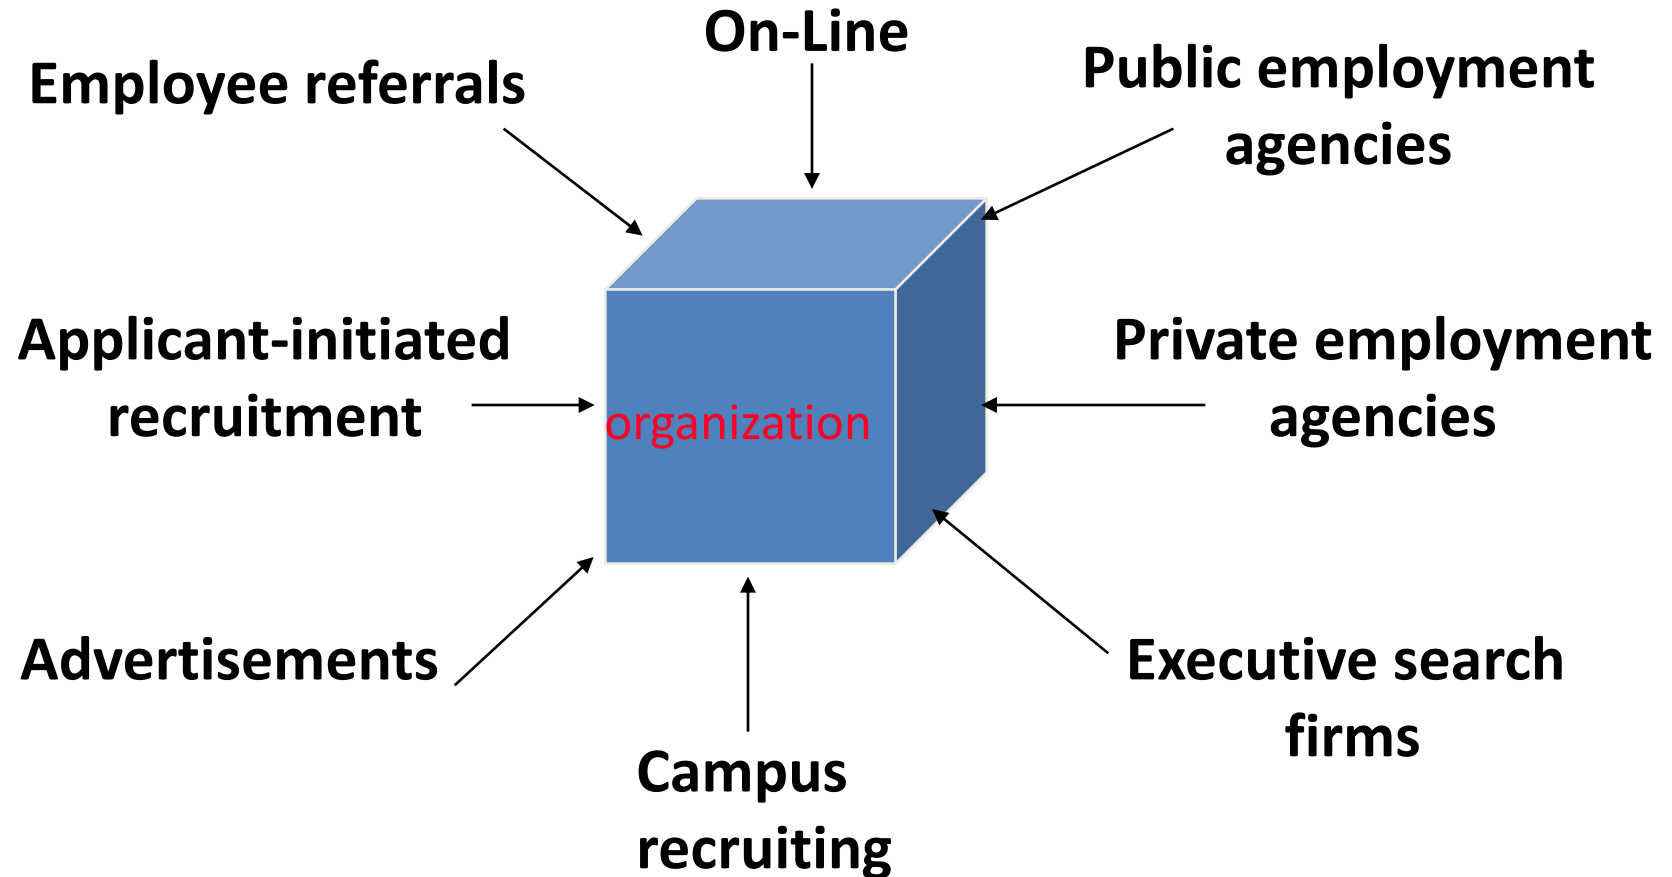 On-Line
Employee referrals
Public employment
agencies
Applicant-initiated
recruitment
organization
Private employment
agencies
Advertisements
Executive search
firms
Campus
recruiting